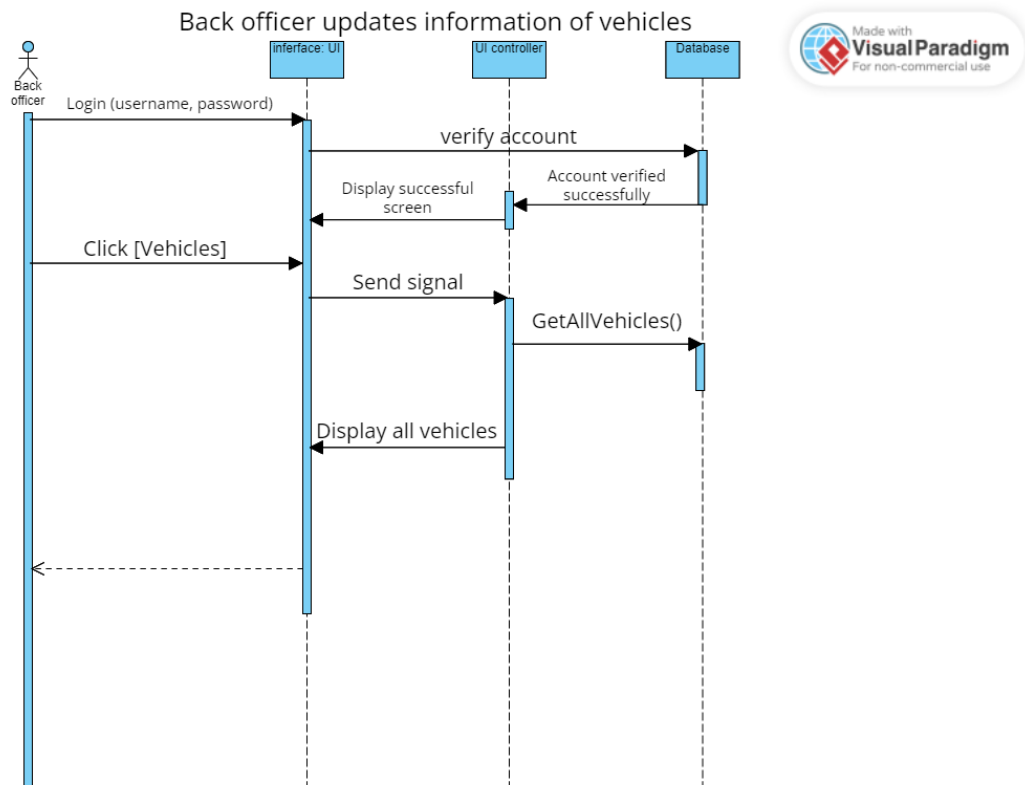 Back officer updates information of vehicles
Made with
Visual Paradigm
For non-commercial use
inferface: UI
UI controller
Database
Back
officer
Login (username, password)
verify account
Account verified
successfully
Display successful
screen
Click [Vehicles]
Send signal
GetAllVehicles()
Display all vehicles